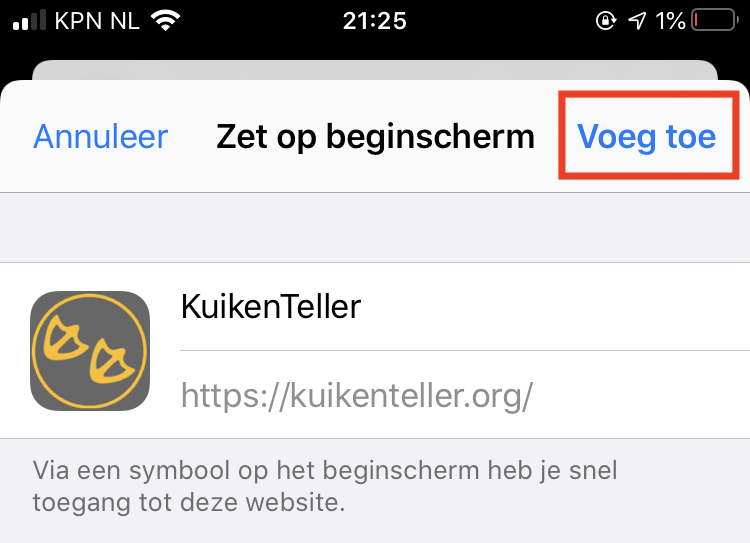 KPN NL 21:25 1%
Annuleer Zet op beginscherm Voeg toe
KuikenTeller
https://kuikenteller.org/
Via een symbool op het beginscherm heb je snel
toegang tot deze website.